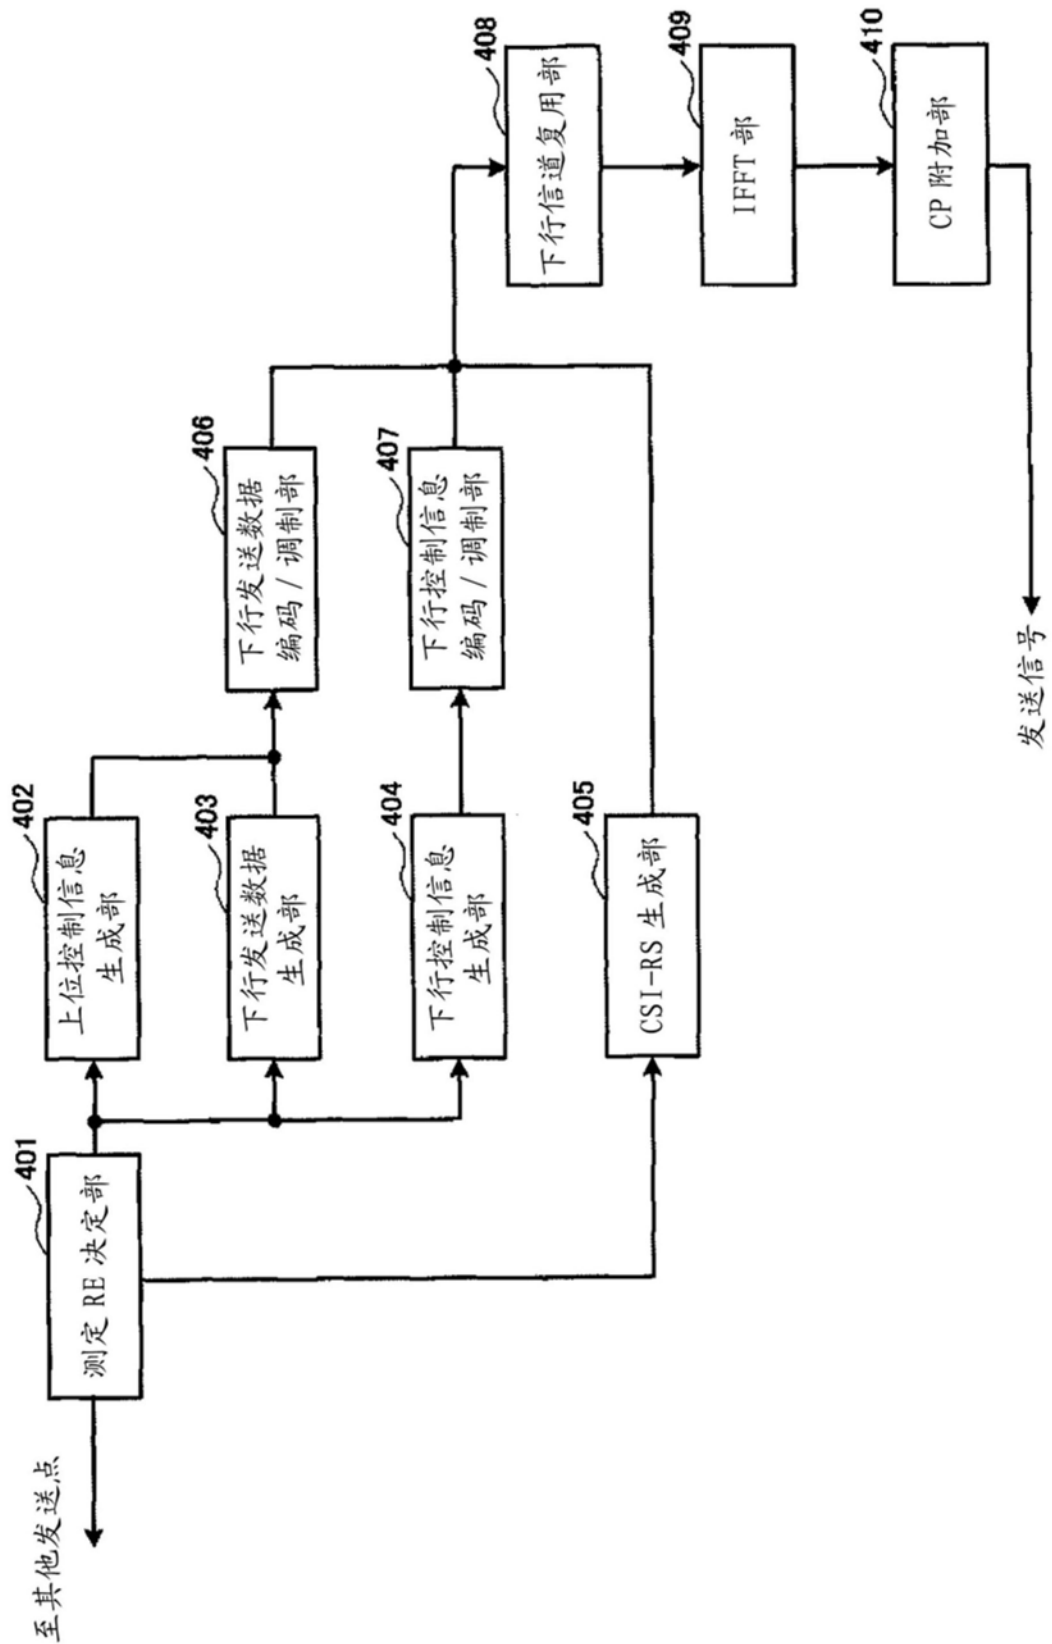 至其他发送点
401
测定 RE 决定部
402
上位控制信息
生成部
403
下行发送数据
生成部
404
下行控制信息
生成部
405
CSI-RS 生成部
406
下行发送数据
编码 / 调制部
407
下行控制信息
编码 / 调制部
408
下行信道复用部
409
IFFT 部
410
CP 附加部
发送信号